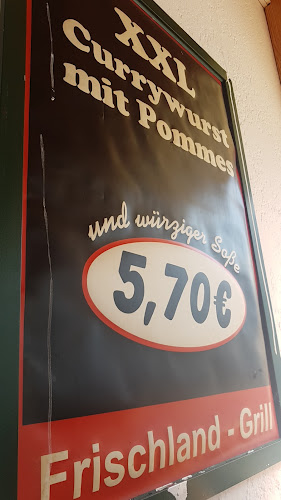 XXL
Currywurst
mit Pommes
und würziger Soße
5,70€
Frischland - Grill